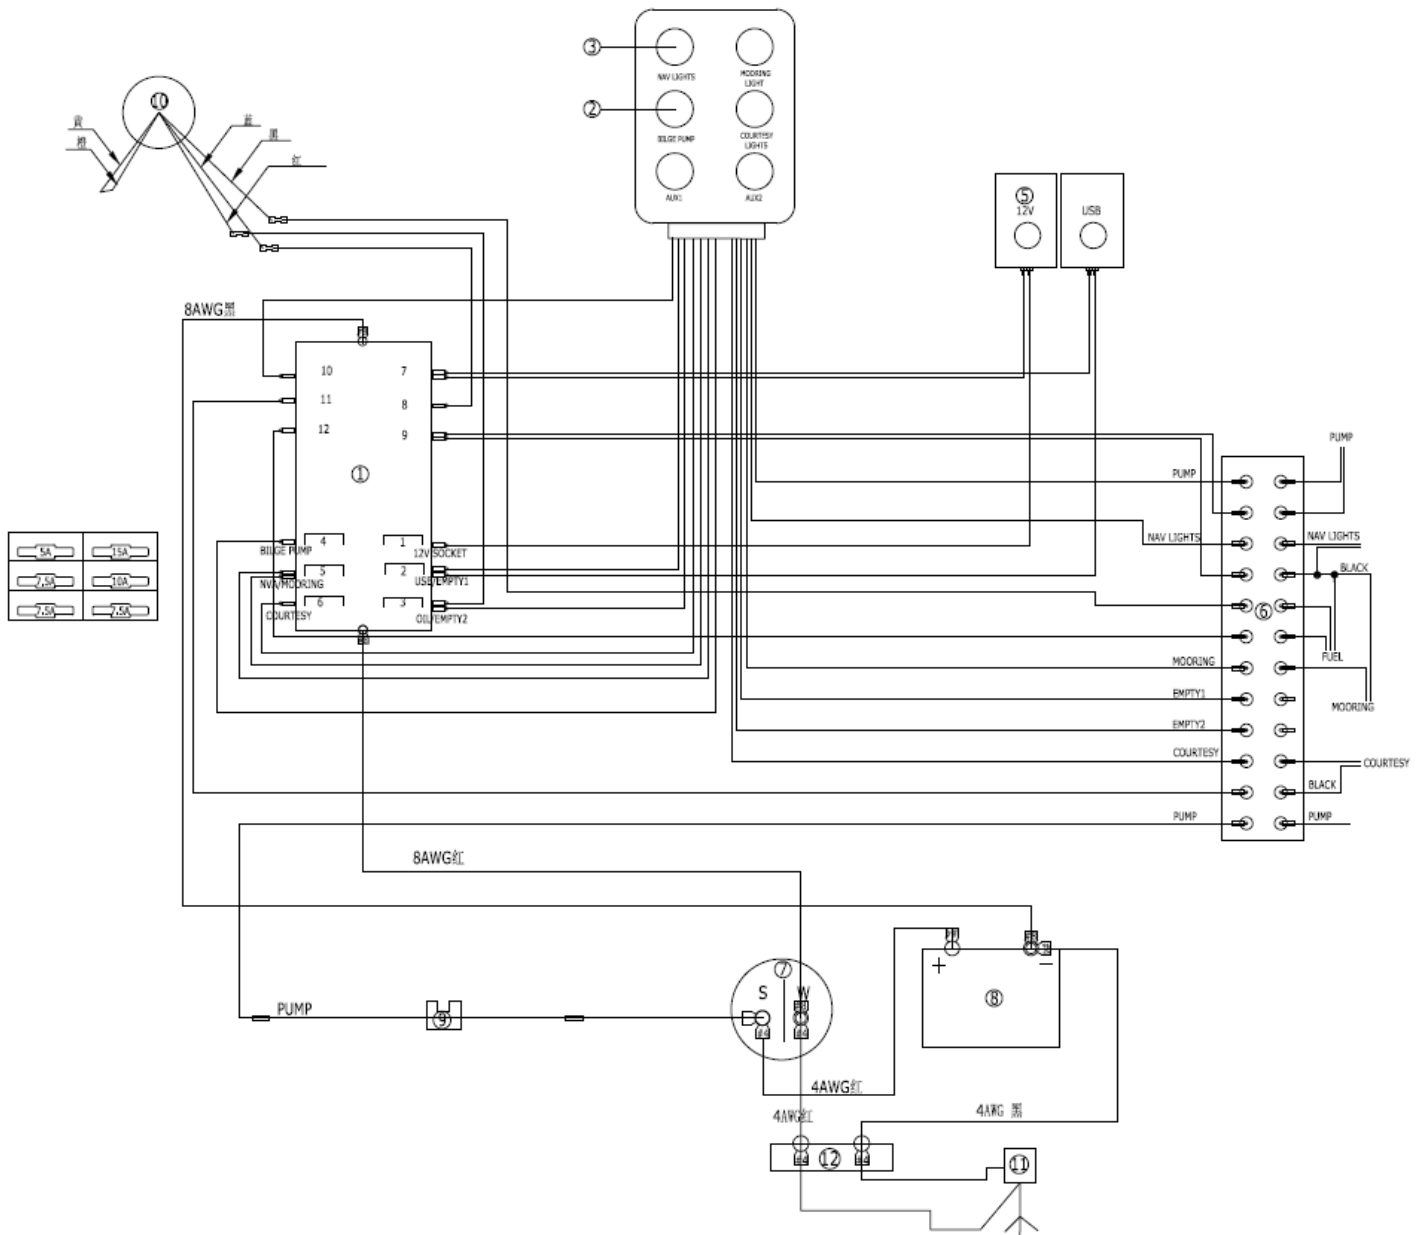 ③
NAV LIGHTS
MOORING
LIGHT
②
BILGE PUMP
COURTESY
LIGHTS
AUX1
AUX2
⑩
黄
橙
蓝
黑
红
⑤
12V
USB
8AWG黑
10
7
11
8
12
9
①
4
1
BILGE PUMP
12V SOCKET
5
2
NVA/MOORING
USB/EMPTY1
6
3
COURTESY
OIL/EMPTY2
5A
15A
7.5A
10A
7.5A
7.5A
PUMP
PUMP
NAV LIGHTS
NAV LIGHTS
BLACK
⑥
FUEL
MOORING
MOORING
EMPTY1
EMPTY2
COURTESY
COURTESY
BLACK
PUMP
PUMP
8AWG红
⑦
S
W
+
−
⑧
PUMP
⑨
#4
#4
4AWG红
4AWG红
4AWG 黑
#4
⑫
#4
⑪